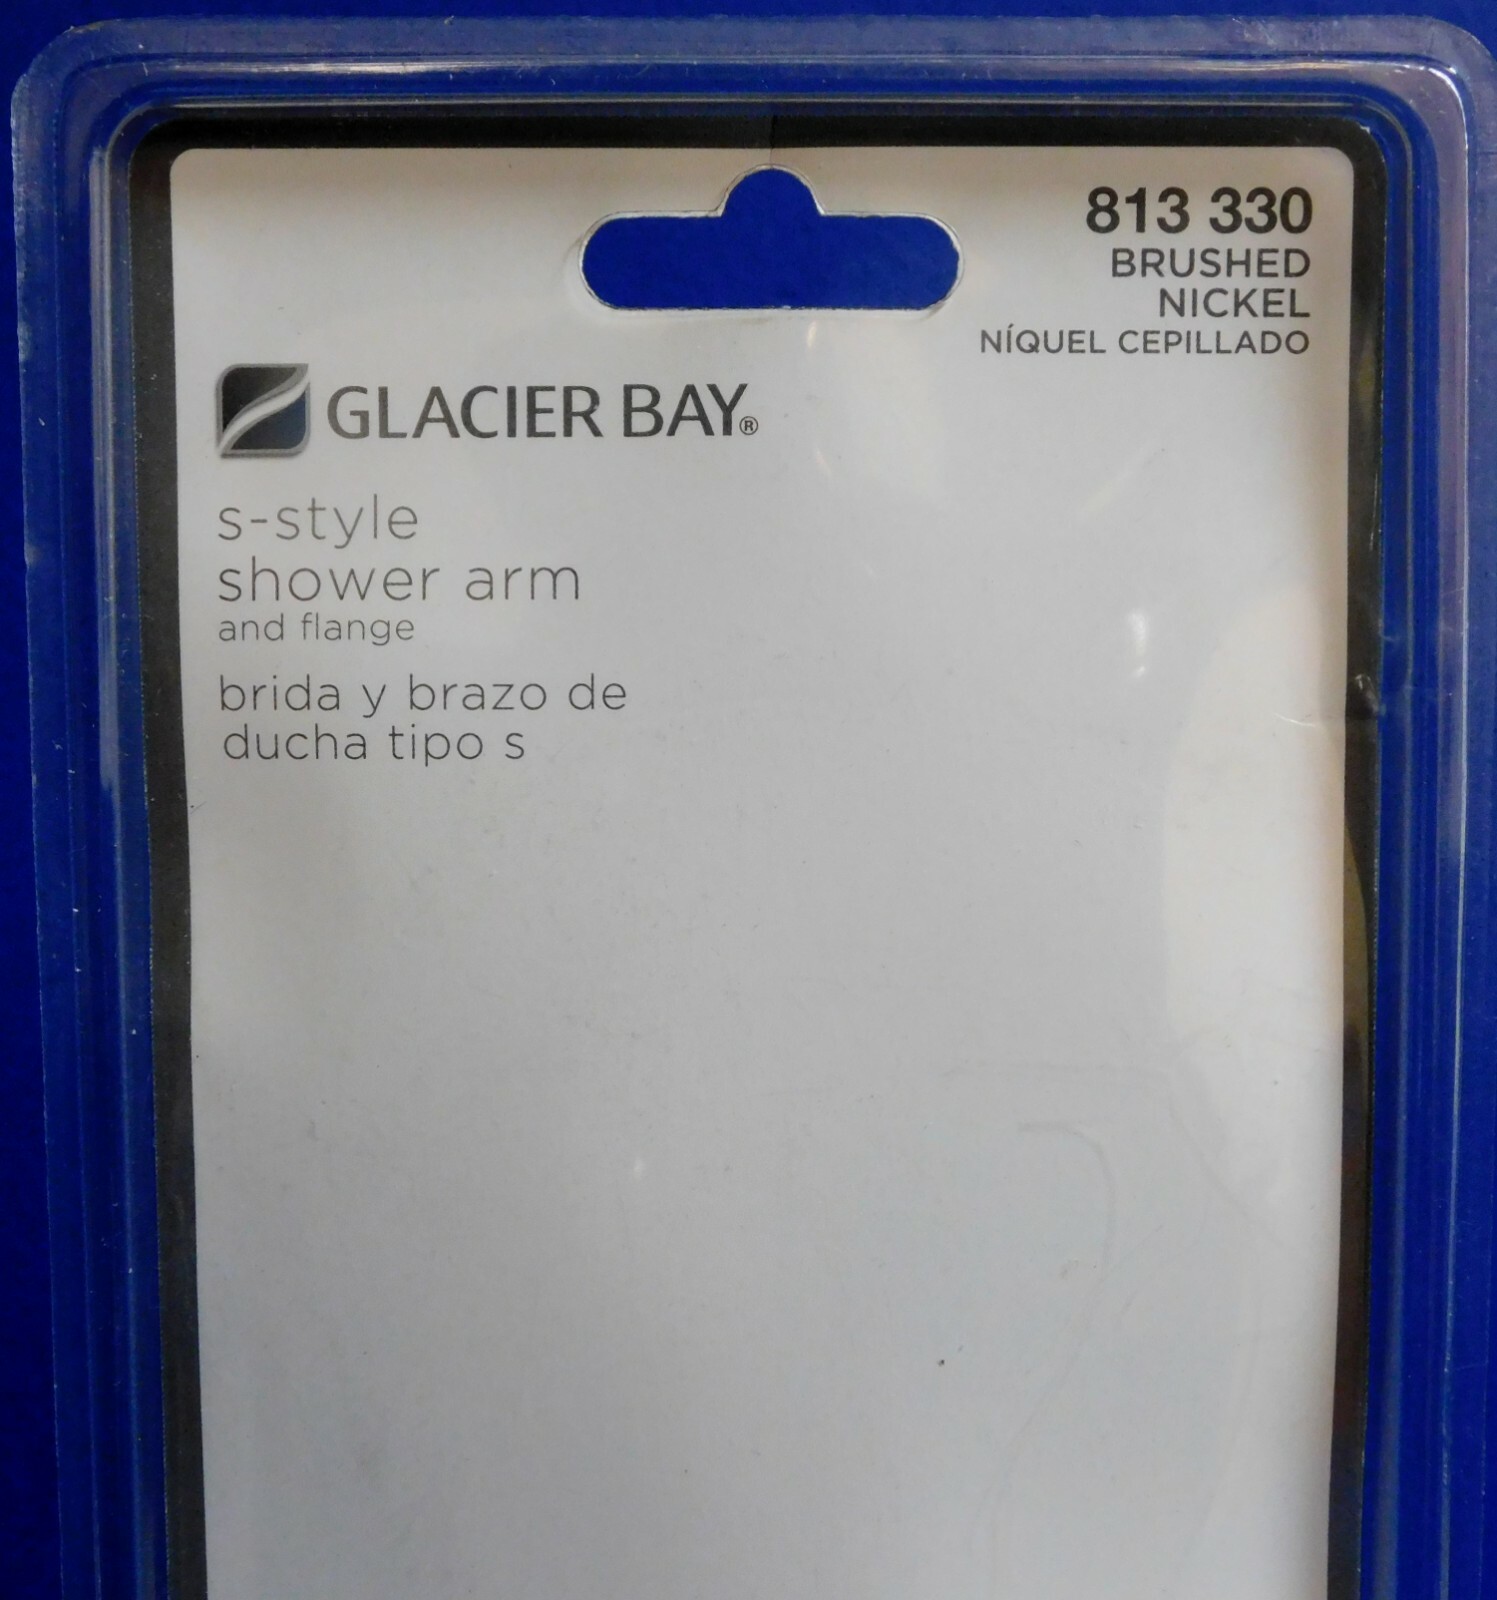 813 330
BRUSHED
NICKEL
NÍQUEL CEPILLADO
GLACIER BAY®
s-style
shower arm
and flange
brida y brazo de
ducha tipo s